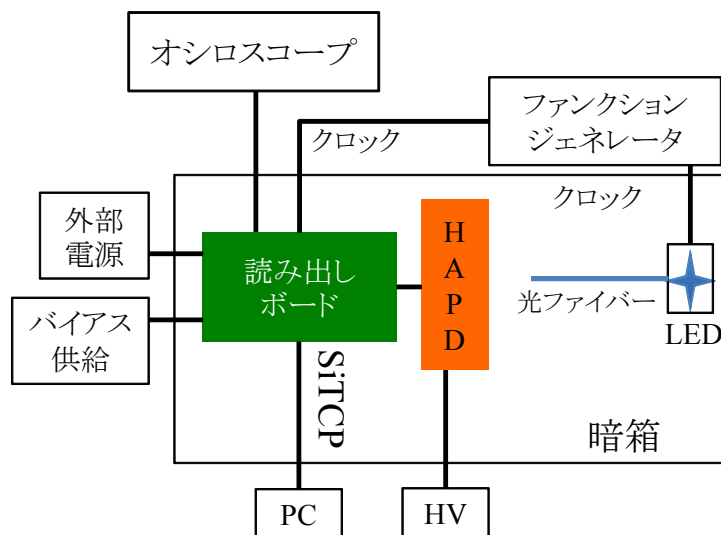 オシロスコープ
ファンクション
ジェネレータ
クロック
クロック
外部
電源
読み出し
ボード
H
A
P
D
光ファイバー
LED
バイアス
供給
SiTCP
暗箱
PC
HV